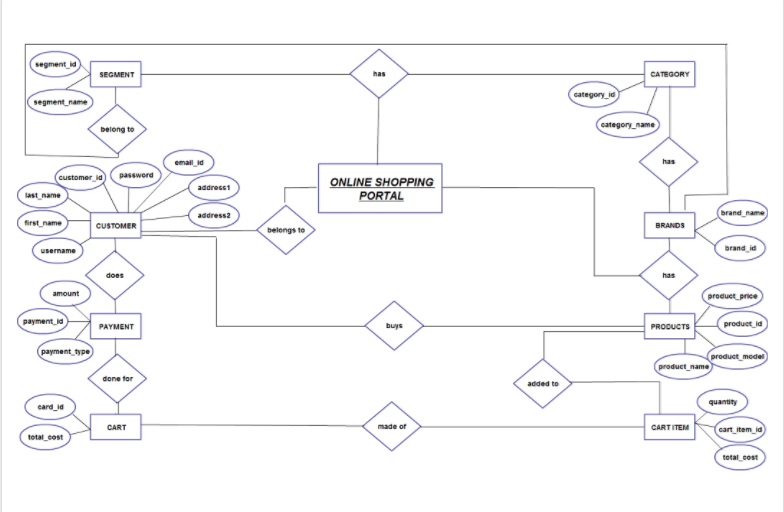 segment_id
SEGMENT
has
CATEGORY
segment_name
category_id
category_name
belong to
has
email_id
password
customer_id
ONLINE SHOPPING
PORTAL
address1
last_name
address2
first_name
CUSTOMER
belongs to
BRANDS
brand_name
username
brand_id
does
has
amount
product_price
payment_id
PAYMENT
buys
PRODUCTS
product_id
payment_type
product_model
product_name
done for
added to
card_id
quantity
CART
made of
CART ITEM
cart_item_id
total_cost
total_cost